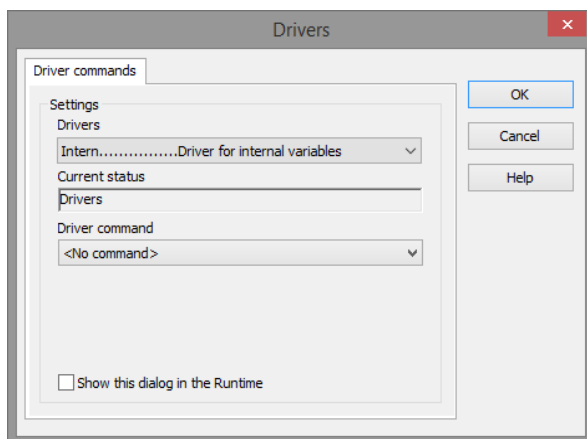 Drivers
Driver commands
Settings
Drivers
Intern...............Driver for internal variables
Current status
Drivers
Driver command
<No command>
Show this dialog in the Runtime
OK
Cancel
Help